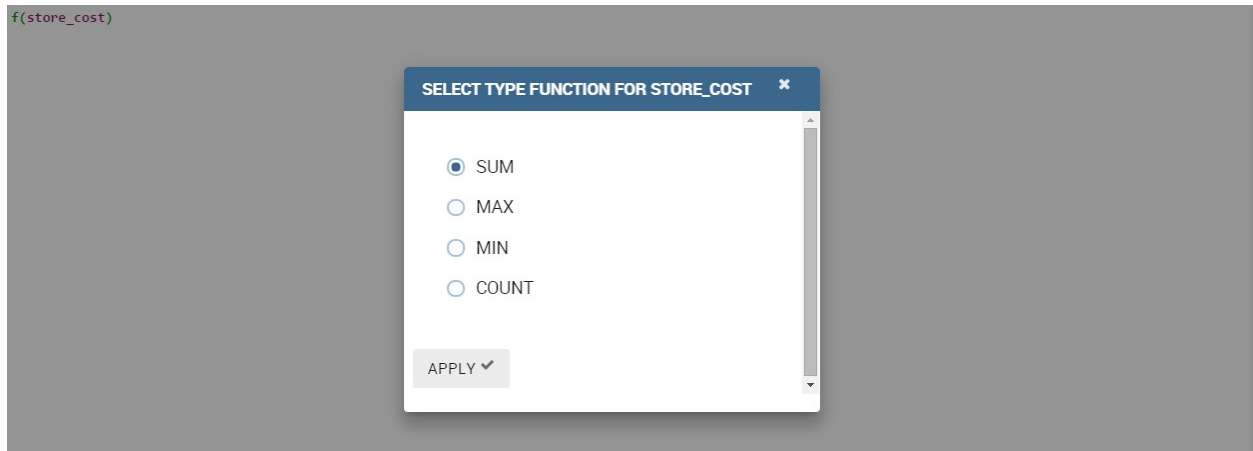 f(store_cost)
SELECT TYPE FUNCTION FOR STORE_COST
SUM
MAX
MIN
COUNT
APPLY